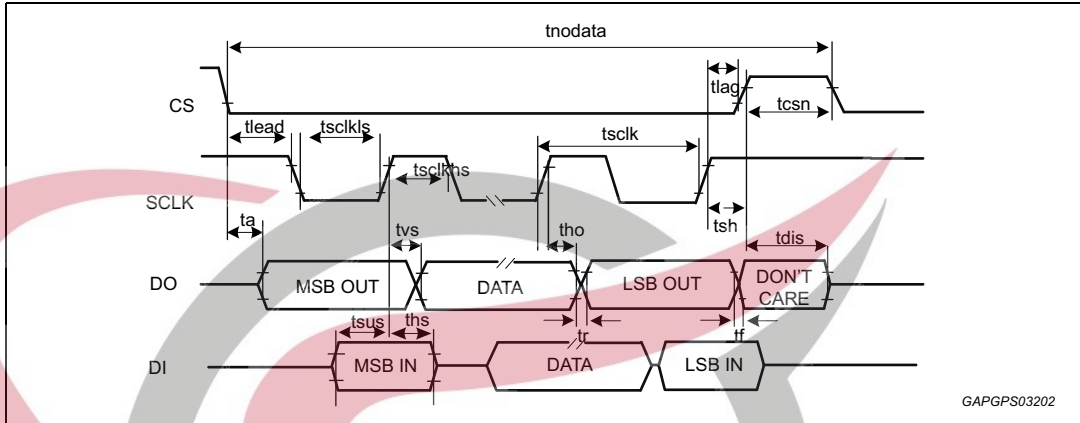 tnodata
tlag
CS
tcsn
tlead
tsclkls
tsclk
tsclkhs
SCLK
ta
tvs
tho
tsh
tdis
DO
MSB OUT
DATA
LSB OUT
DON'T
CARE
tsus
ths
tr
tf
DI
MSB IN
DATA
LSB IN
GAPGPS03202